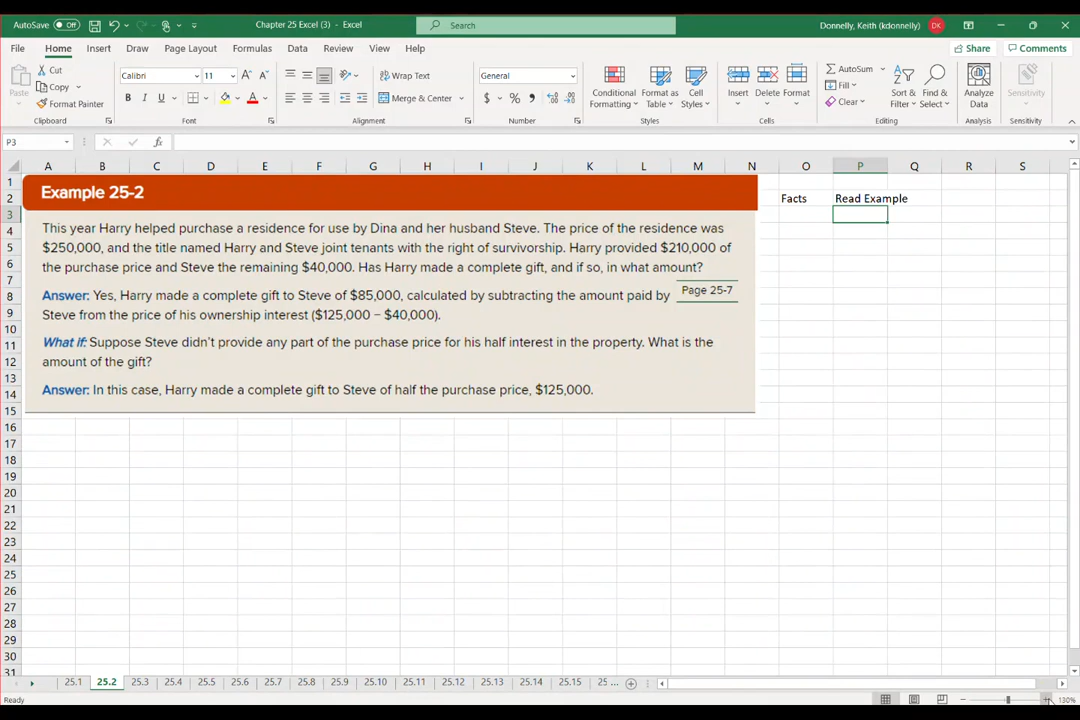 AutoSave Off Chapter 25 Excel (3) - Excel Search Donnelly, Keith (kdonnelly) DK
File Home Insert Draw Page Layout Formulas Data Review View Help Share Comments
Paste Cut Copy Format Painter Clipboard
Calibri 11 A A B I U A Font
Wrap Text Merge & Center Alignment
General $ % , Number
Conditional Formatting Format as Table Cell Styles Styles
Insert Delete Format Cells
AutoSum Fill Clear Sort & Filter Find & Select Editing
Analyze Data Analysis
Sensitivity Sensitivity
P3 fx
A B C D E F G H I J K L M N O P Q R S
1
2
3
4
5
6
7
8
9
10
11
12
13
14
15
16
17
18
19
20
21
22
23
24
25
26
27
28
29
30
31
Example 25-2
This year Harry helped purchase a residence for use by Dina and her husband Steve. The price of the residence was
$250,000, and the title named Harry and Steve joint tenants with the right of survivorship. Harry provided $210,000 of
the purchase price and Steve the remaining $40,000. Has Harry made a complete gift, and if so, in what amount?
Answer: Yes, Harry made a complete gift to Steve of $85,000, calculated by subtracting the amount paid by
Page 25-7
Steve from the price of his ownership interest ($125,000 − $40,000).
What if: Suppose Steve didn't provide any part of the purchase price for his half interest in the property. What is the
amount of the gift?
Answer: In this case, Harry made a complete gift to Steve of half the purchase price, $125,000.
Facts Read Example
25.1 25.2 25.3 25.4 25.5 25.6 25.7 25.8 25.9 25.10 25.11 25.12 25.13 25.14 25.15 25 ...
Ready 130%